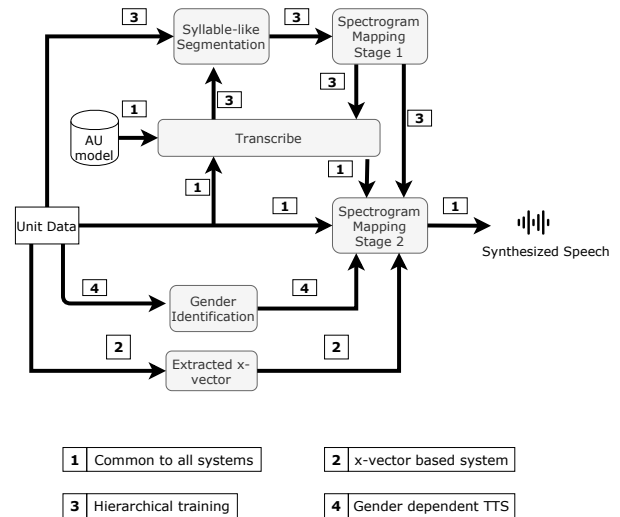 3
3
Syllable-like
Segmentation
Spectrogram
Mapping
Stage 1
3
3
3
1
AU
model
Transcribe
1
1
1
1
Unit Data
Spectrogram
Mapping
Stage 2
Synthesized Speech
4
4
Gender
Identification
2
2
Extracted x-
vector
1 Common to all systems
2 x-vector based system
3 Hierarchical training
4 Gender dependent TTS